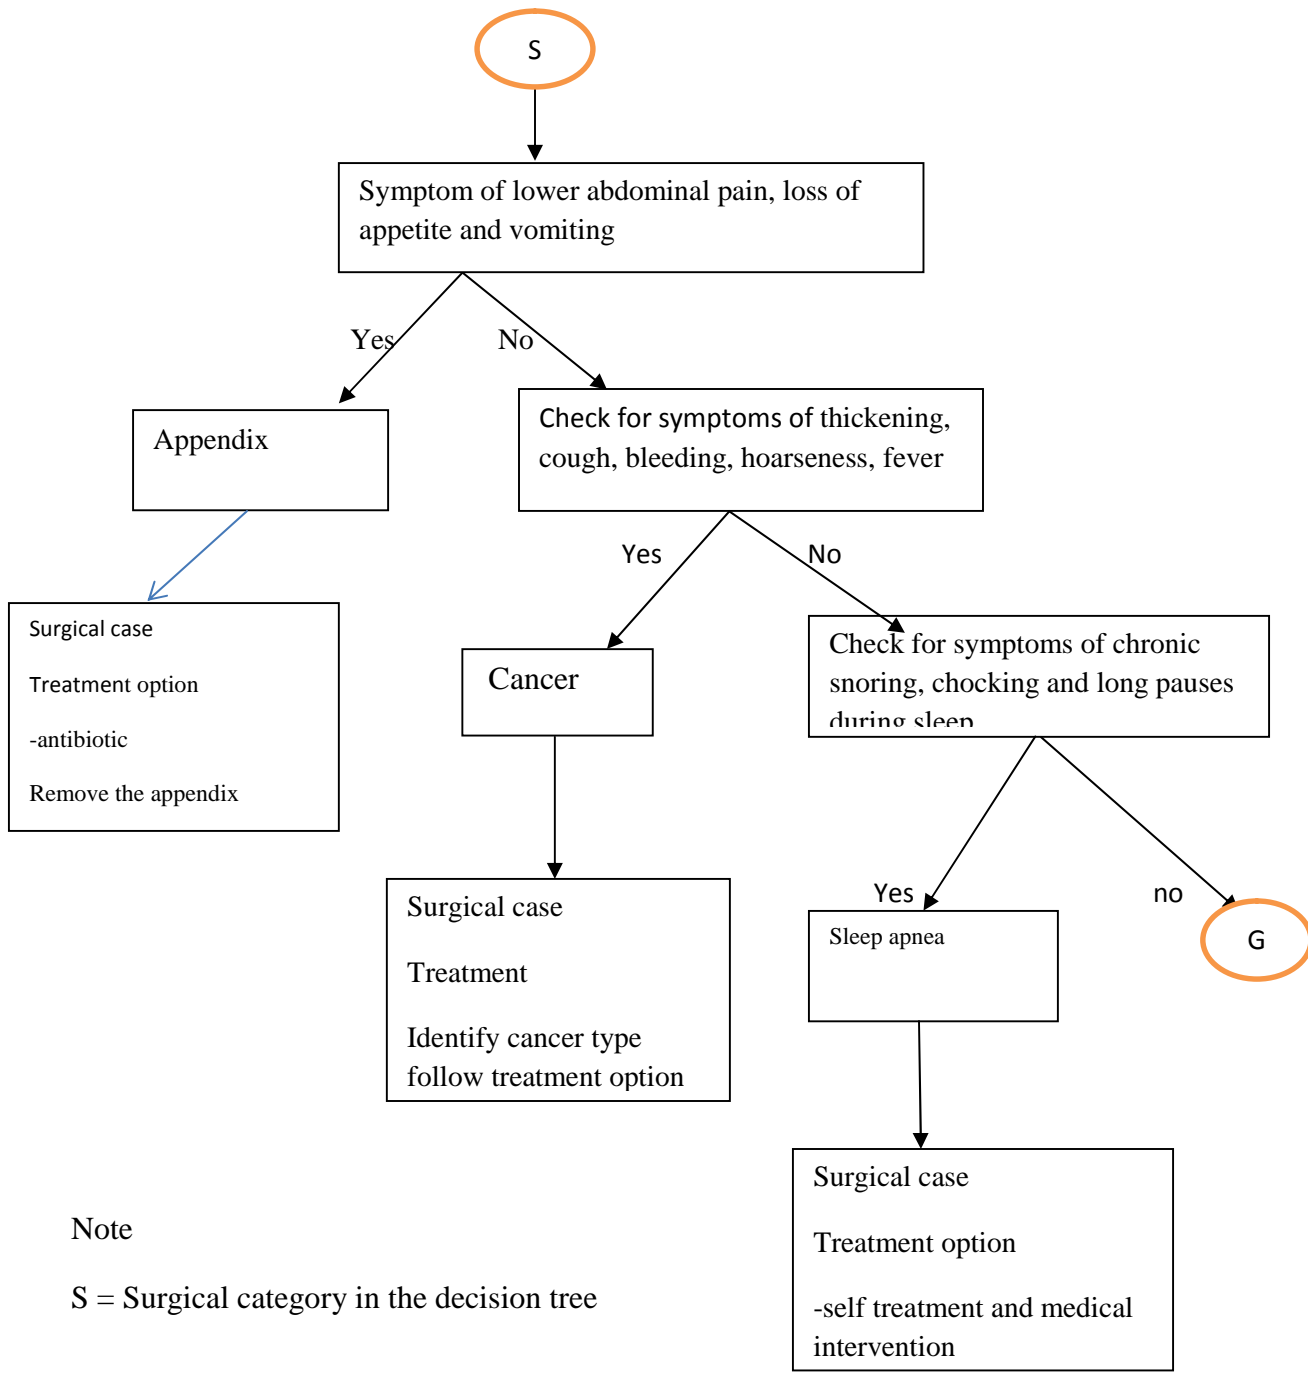 S
Symptom of lower abdominal pain, loss of
appetite and vomiting
Yes
No
Appendix
Check for symptoms of thickening,
cough, bleeding, hoarseness, fever
Surgical case
Treatment option
-antibiotic
Remove the appendix
Yes
No
Cancer
Check for symptoms of chronic
snoring, chocking and long pauses
during sleep
Surgical case
Treatment
Identify cancer type
follow treatment option
Yes
no
Sleep apnea
G
Surgical case
Treatment option
-self treatment and medical
intervention
Note
S = Surgical category in the decision tree